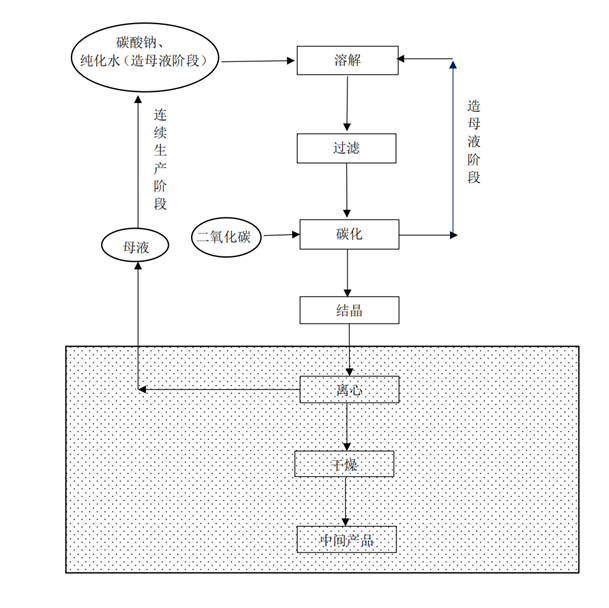 碳酸钠、
纯化水（造母液阶段）
溶解
连续生产阶段
造母液阶段
过滤
母液
二氧化碳
碳化
结晶
离心
干燥
中间产品